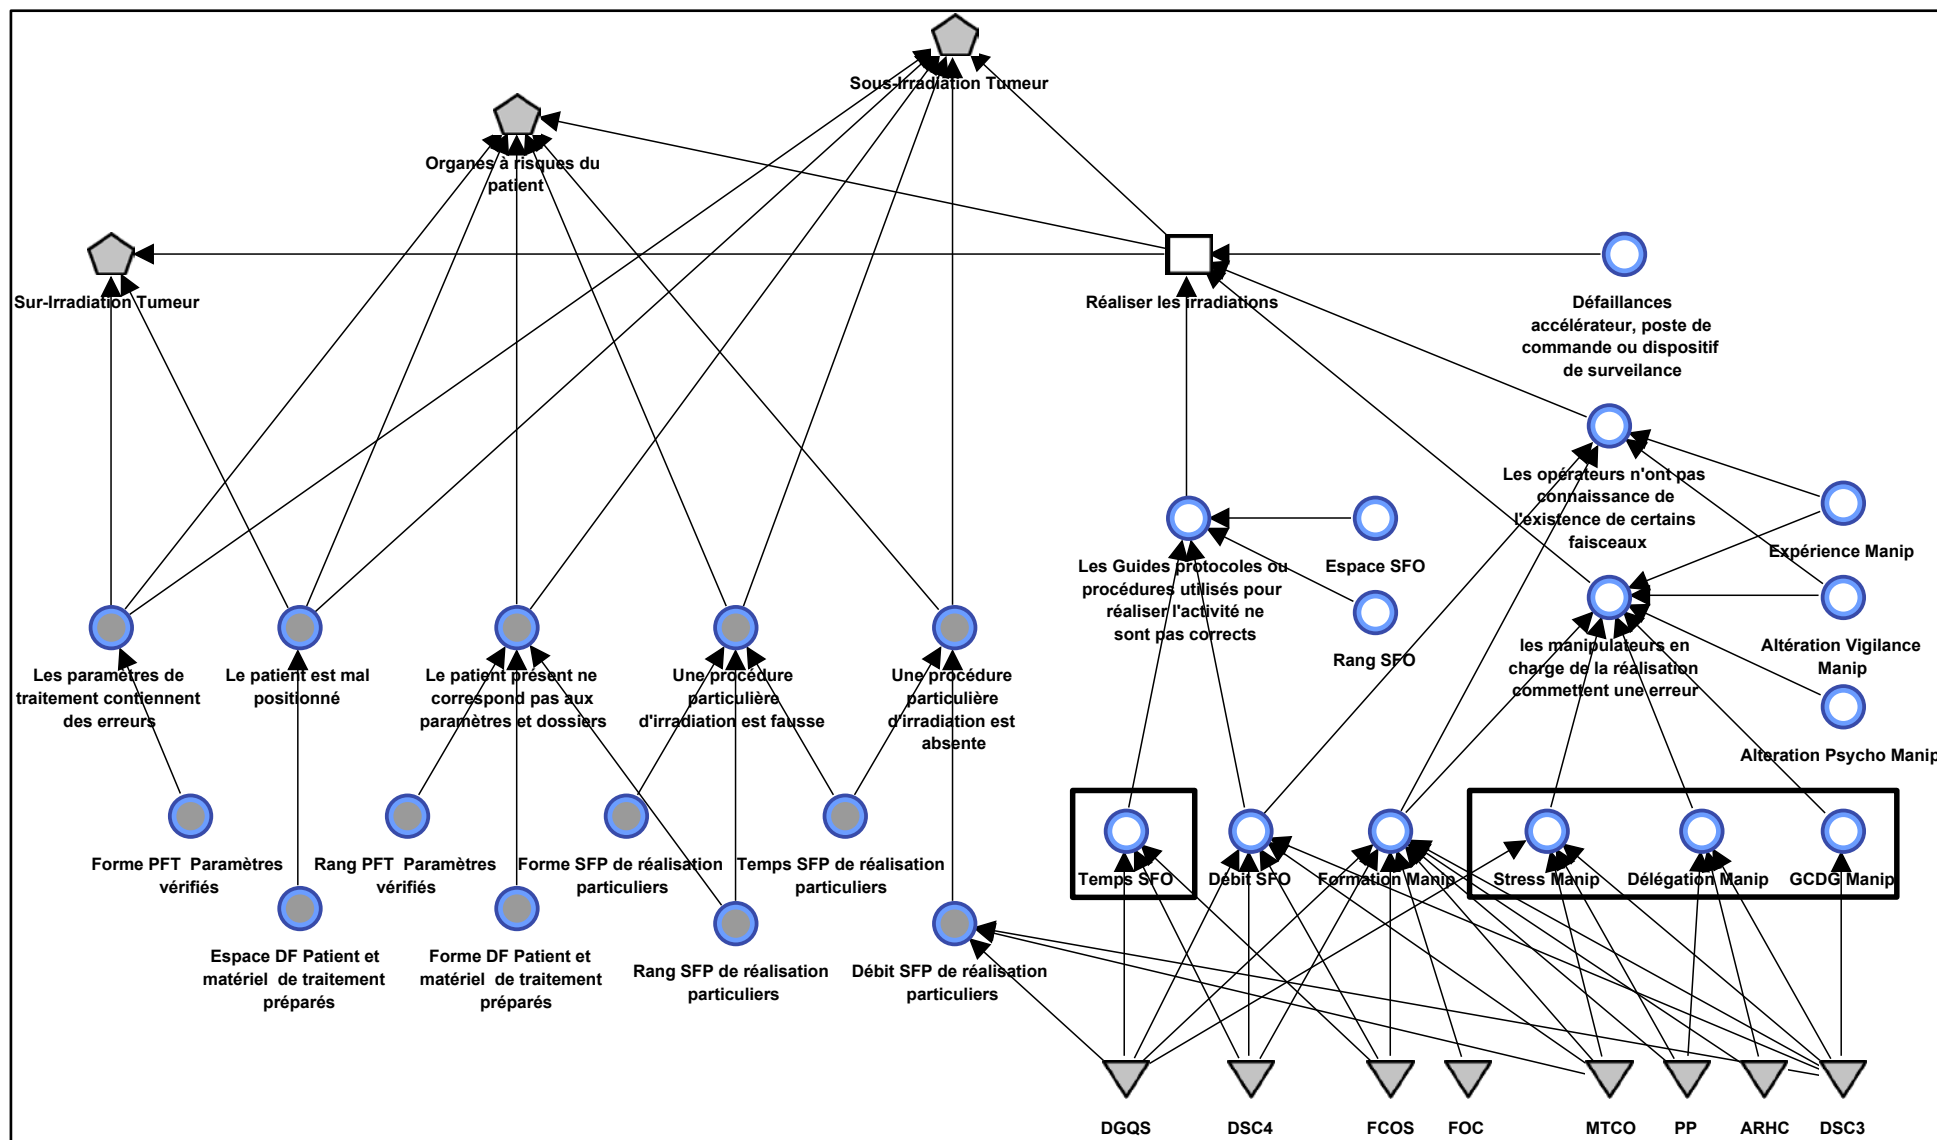 Sous-Irradiation Tumeur
Organes à risques du
patient
Sur-Irradiation Tumeur
Réaliser les irradiations
Défaillances
accélérateur, poste de
commande ou dispositif
de surveilance
Les opérateurs n'ont pas
connaissance de
l'existence de certains
faisceaux
Expérience Manip
Les Guides protocoles ou
procédures utilisés pour
réaliser l'activité ne
sont pas corrects
Espace SFO
Rang SFO
les manipulateurs en
charge de la réalisation
commettent une erreur
Altération Vigilance
Manip
Alteration Psycho Manip
Les paramètres de
traitement contiennent
des erreurs
Le patient est mal
positionné
Le patient présent ne
correspond pas aux
paramètres et dossiers
Une procédure
particulière
d'irradiation est fausse
Une procédure
particulière
d'irradiation est
absente
Forme PFT  Paramètres
vérifiés
Rang PFT  Paramètres
vérifiés
Forme SFP de réalisation
particuliers
Temps SFP de réalisation
particuliers
Temps SFO
Débit SFO
Formation Manip
Stress Manip
Délégation Manip
GCDG Manip
Espace DF Patient et
matériel  de traitement
préparés
Forme DF Patient et
matériel  de traitement
préparés
Rang SFP de réalisation
particuliers
Débit SFP de réalisation
particuliers
DGQS
DSC4
FCOS
FOC
MTCO
PP
ARHC
DSC3